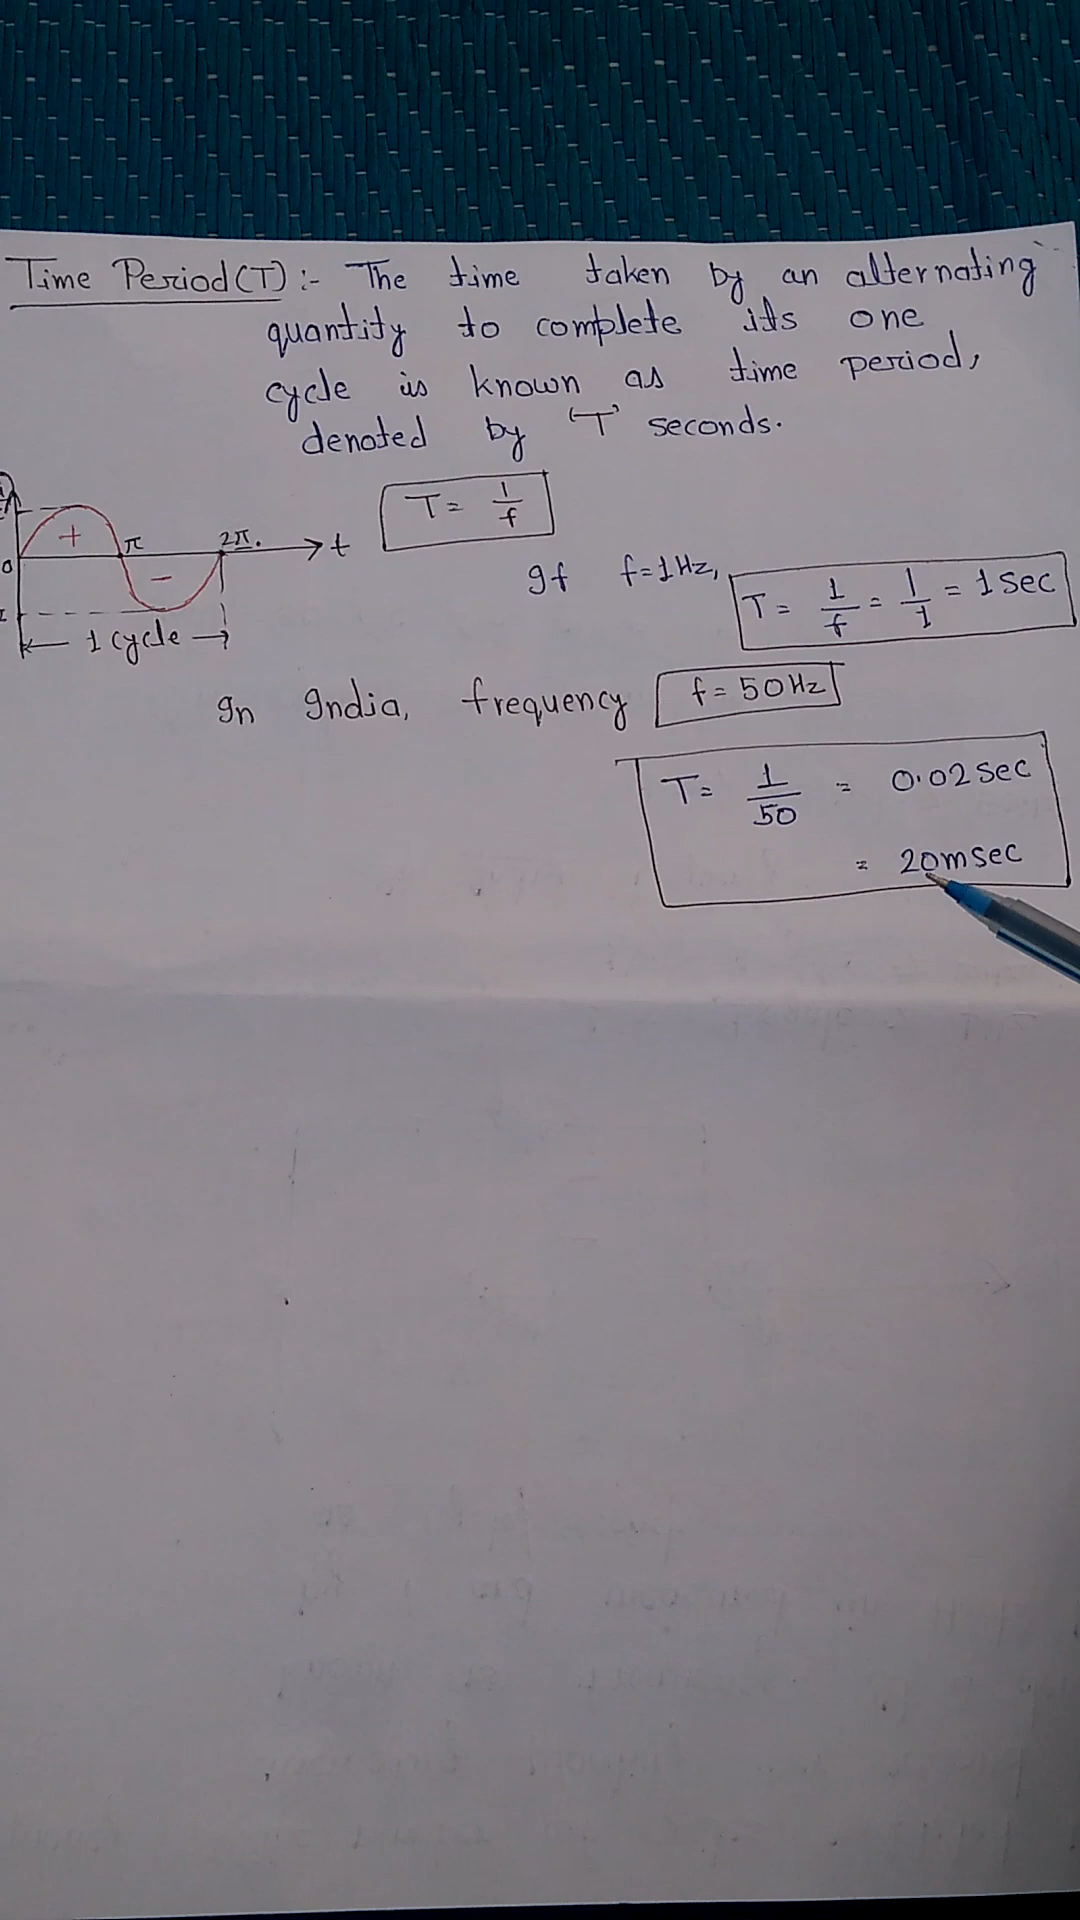 Time Period(T):- The time taken by an alternating
quantity to complete its one
cycle is known as time period,
denoted by 'T' seconds.
T = 1/f
+
π
2π.
t
0
-
1 cycle
If f=1Hz,
T = 1/f = 1/1 = 1 Sec
In India, frequency f = 50Hz
T = 1/50 = 0.02 Sec
= 20msec